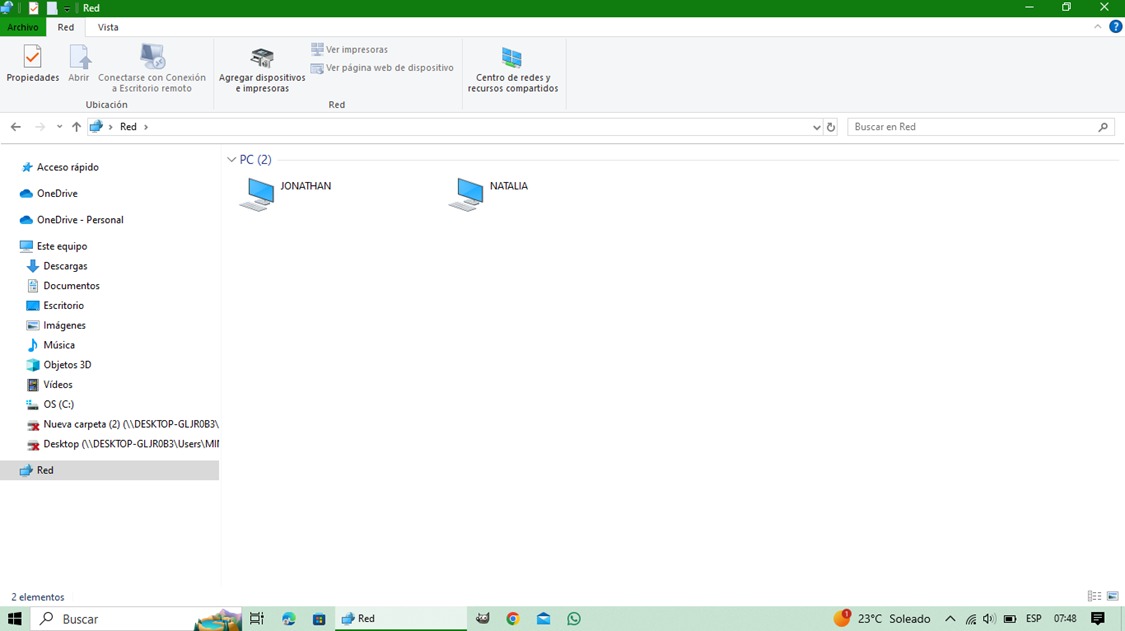 Red
Archivo Red Vista
Propiedades Abrir Conectarse con Conexión a Escritorio remoto
Ubicación
Agregar dispositivos e impresoras
Ver impresoras
Ver página web de dispositivo
Red
Centro de redes y recursos compartidos
Red
Buscar en Red
Acceso rápido
OneDrive
OneDrive - Personal
Este equipo
Descargas
Documentos
Escritorio
Imágenes
Música
Objetos 3D
Vídeos
OS (C:)
Nueva carpeta (2) (\\DESKTOP-GLJR0B3\
Desktop (\\DESKTOP-GLJR0B3\Users\MI
Red
PC (2)
JONATHAN NATALIA
2 elementos
Buscar Red 1 23°C Soleado ESP 07:48